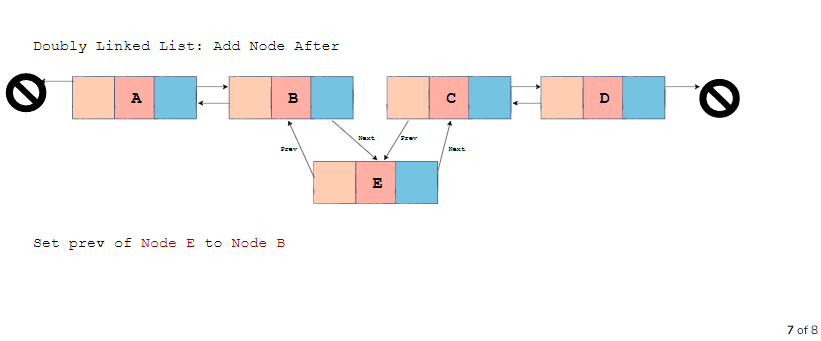 Doubly Linked List: Add Node After
A
B
C
D
Next
Prev
Prev
Next
E
Set prev of Node E to Node B
7 of 8